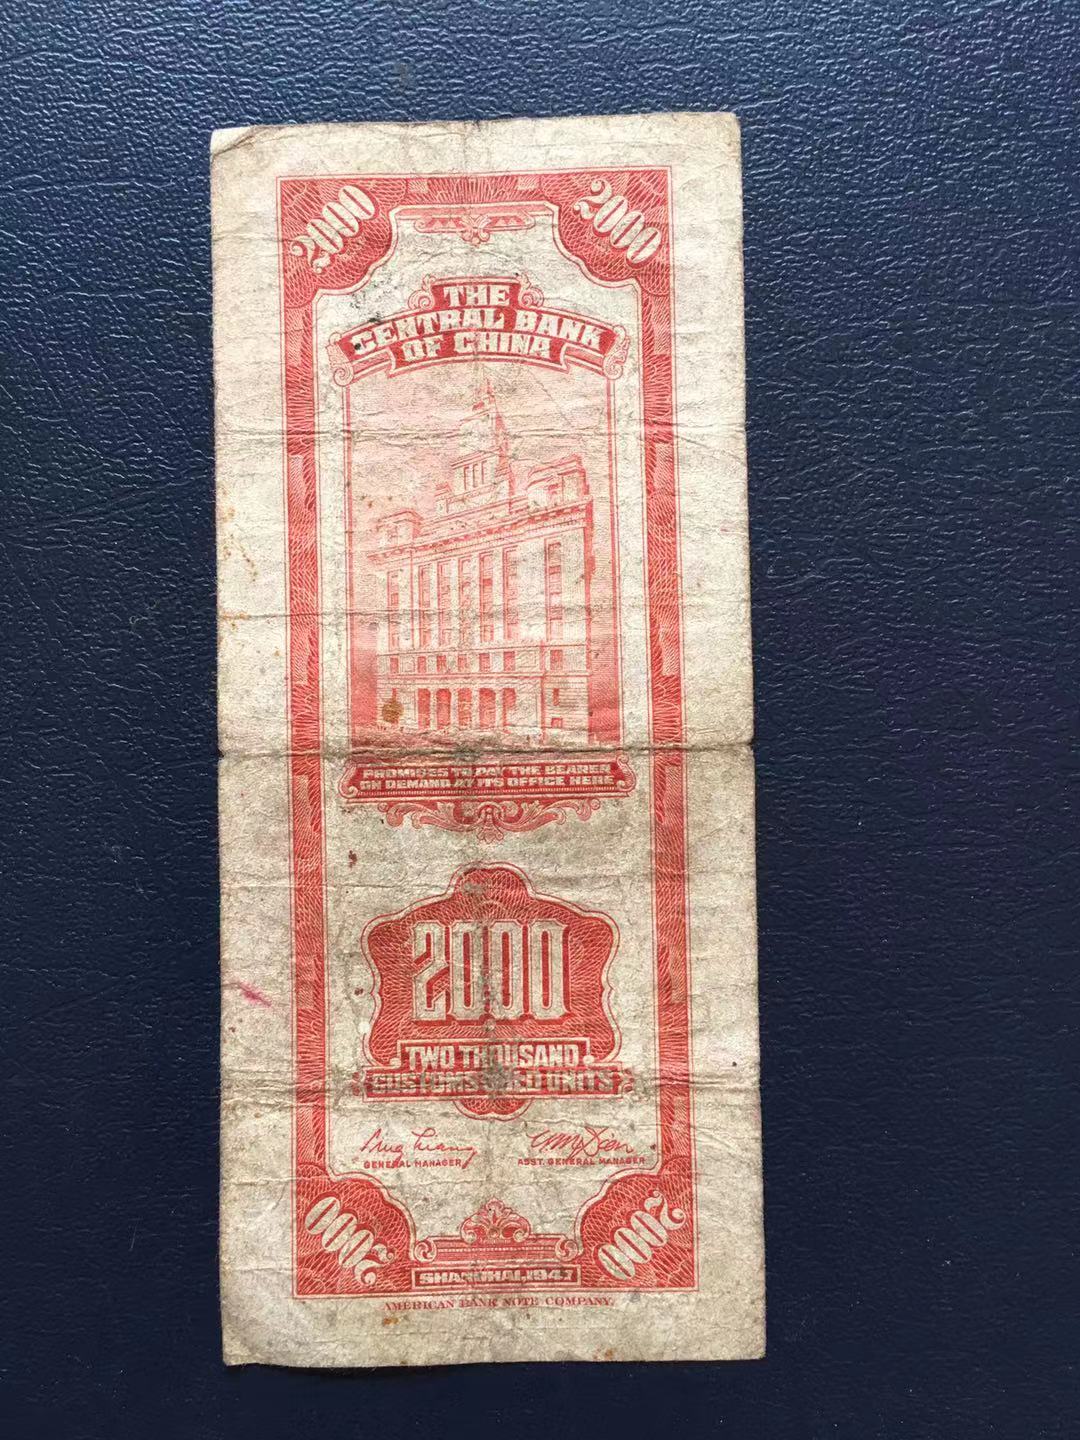 2000 2000
THE
CENTRAL BANK
OF CHINA
PROMISES TO PAY THE BEARER
ON DEMAND AT ITS OFFICE HERE
2000
TWO THOUSAND
CUSTOMS GOLD UNITS
GENERAL MANAGER ASST. GENERAL MANAGER
2000 2000
SHANGHAI, 1947
AMERICAN BANK NOTE COMPANY.